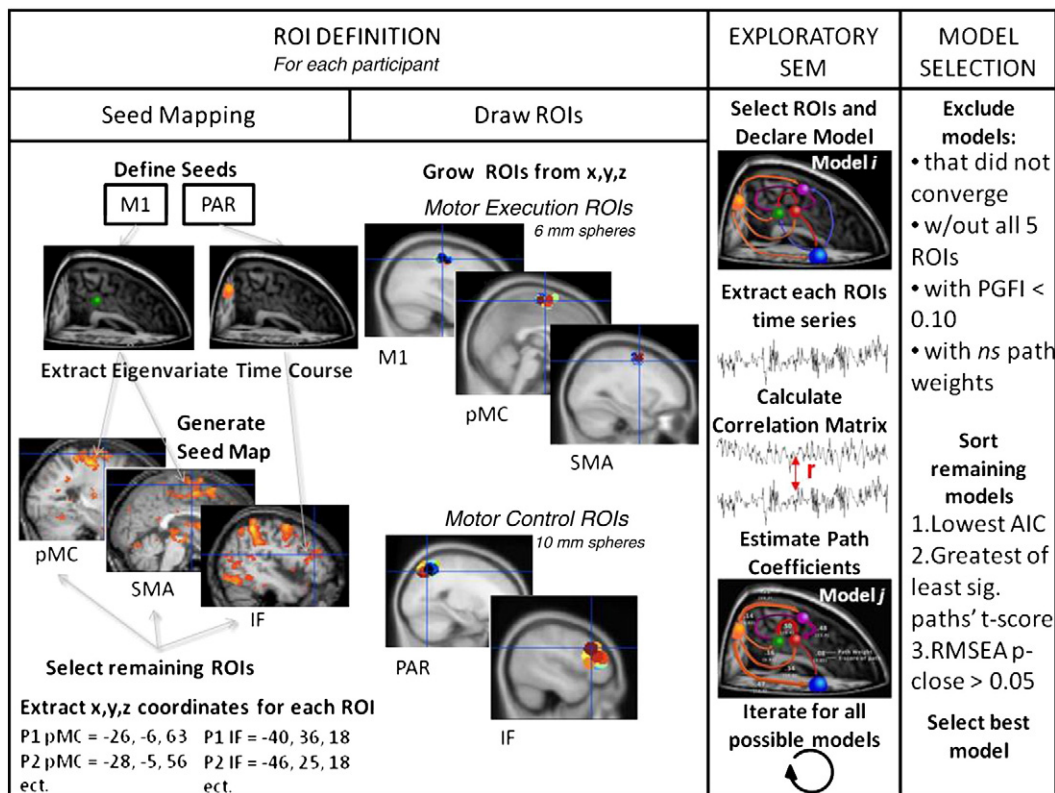 ROI DEFINITION
For each participant
Seed Mapping
Draw ROIs
Define Seeds
M1
PAR
Extract Eigenvariate Time Course
Generate
Seed Map
pMC
SMA
IF
Select remaining ROIs
Extract x,y,z coordinates for each ROI
P1 pMC = -26, -6, 63
P1 IF = -40, 36, 18
P2 pMC = -28, -5, 56
P2 IF = -46, 25, 18
ect.
ect.
Grow ROIs from x,y,z
Motor Execution ROIs
6 mm spheres
M1
pMC
SMA
Motor Control ROIs
10 mm spheres
PAR
IF
EXPLORATORY
SEM
Select ROIs and
Declare Model
Model i
Extract each ROIs
time series
Calculate
Correlation Matrix
r
Estimate Path
Coefficients
Model j
Path Weight
Iterate for all
possible models
MODEL
SELECTION
Exclude
models:
• that did not
converge
• w/out all 5
ROIs
• with PGFI <
0.10
• with ns path
weights
Sort
remaining
models
1.Lowest AIC
2.Greatest of
least sig.
paths' t-score
3.RMSEA p-
close > 0.05
Select best
model